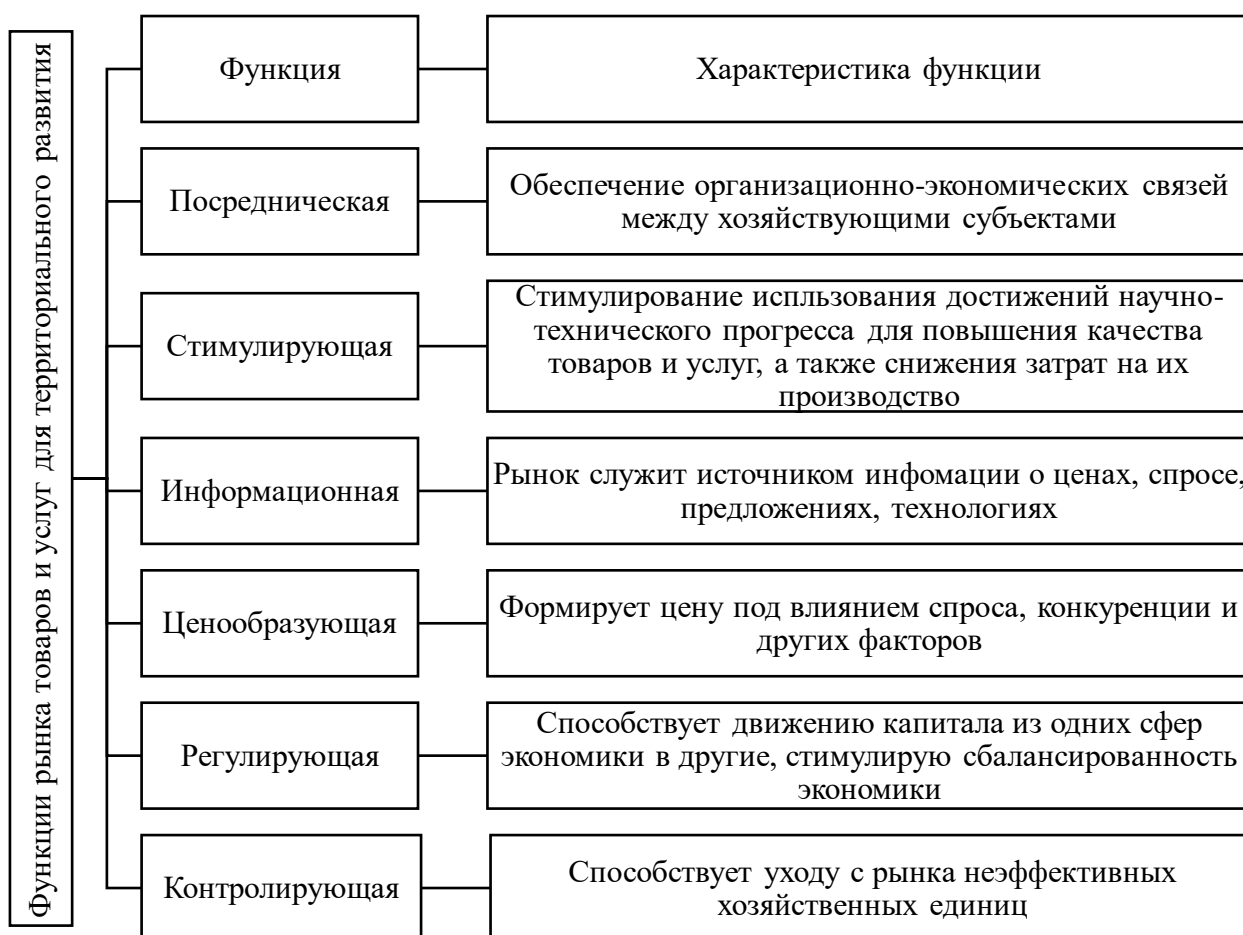 Функции рынка товаров и услуг для территориального развития
Функция
Характеристика функции
Посредническая
Обеспечение организационно-экономических связей
между хозяйствующими субъектами
Стимулирующая
Стимулирование испльзования достижений научно-
технического прогресса для повышения качества
товаров и услуг, а также снижения затрат на их
производство
Информационная
Рынок служит источником инфомации о ценах, спросе,
предложениях, технологиях
Ценообразующая
Формирует цену под влиянием спроса, конкуренции и
других факторов
Регулирующая
Способствует движению капитала из одних сфер
экономики в другие, стимулирую сбалансированность
экономики
Контролирующая
Способствует уходу с рынка неэффективных
хозяйственных единиц